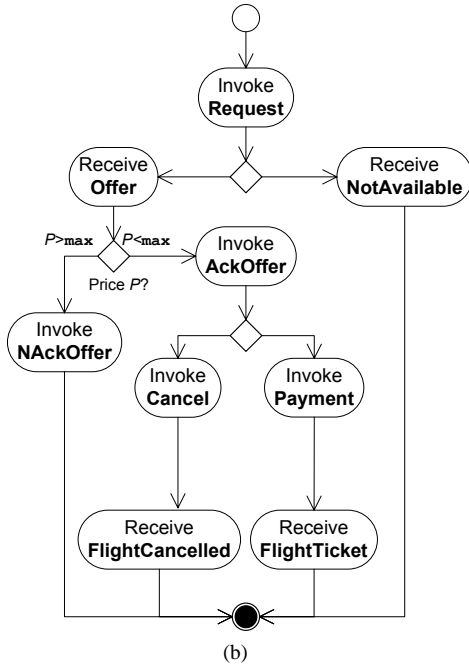 Invoke
Request
Receive
Offer
Receive
NotAvailable
P>max
P<max
Price P?
Invoke
AckOffer
Invoke
NAckOffer
Invoke
Cancel
Invoke
Payment
Receive
FlightCancelled
Receive
FlightTicket
(b)